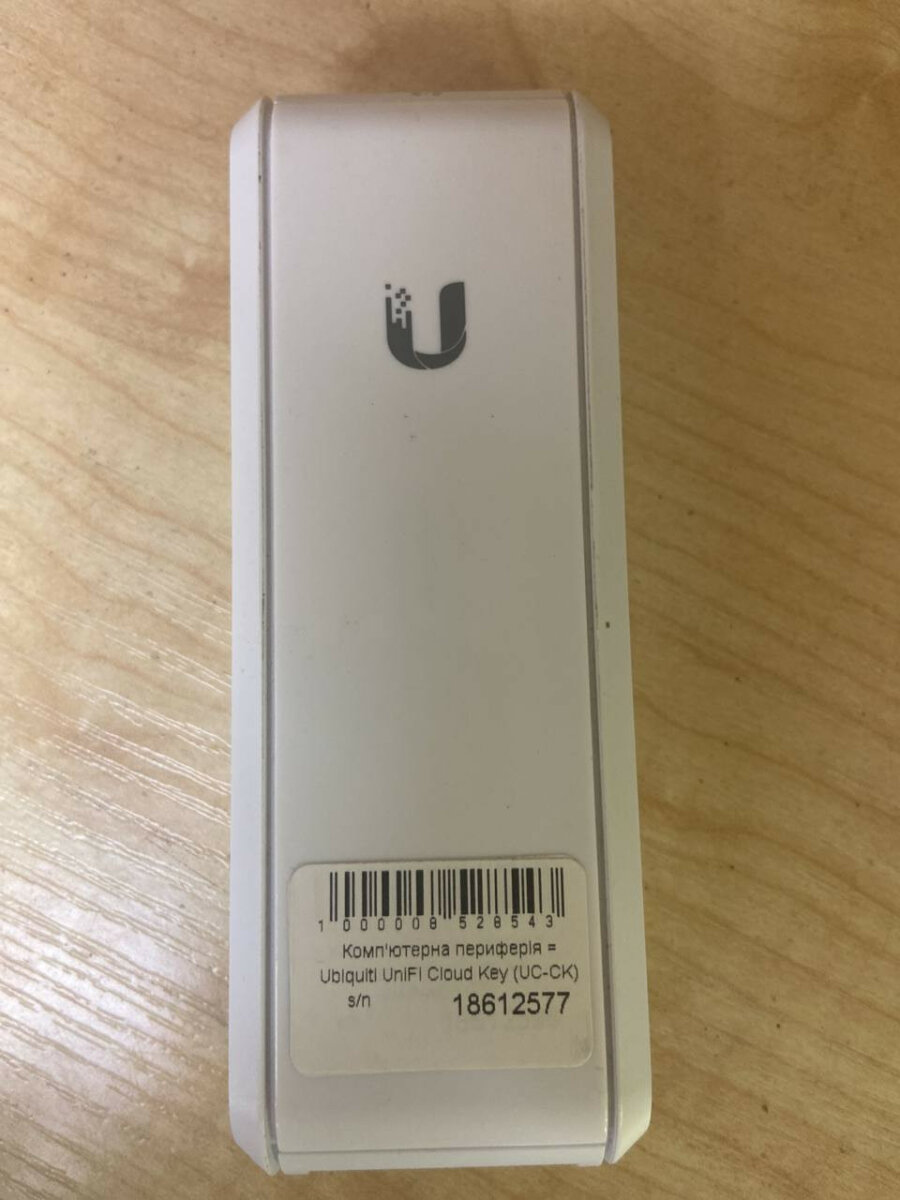 U
1 000008 528543
Комп'ютерна периферія =
Ubiquiti UniFi Cloud Key (UC-CK)
s/n 18612577